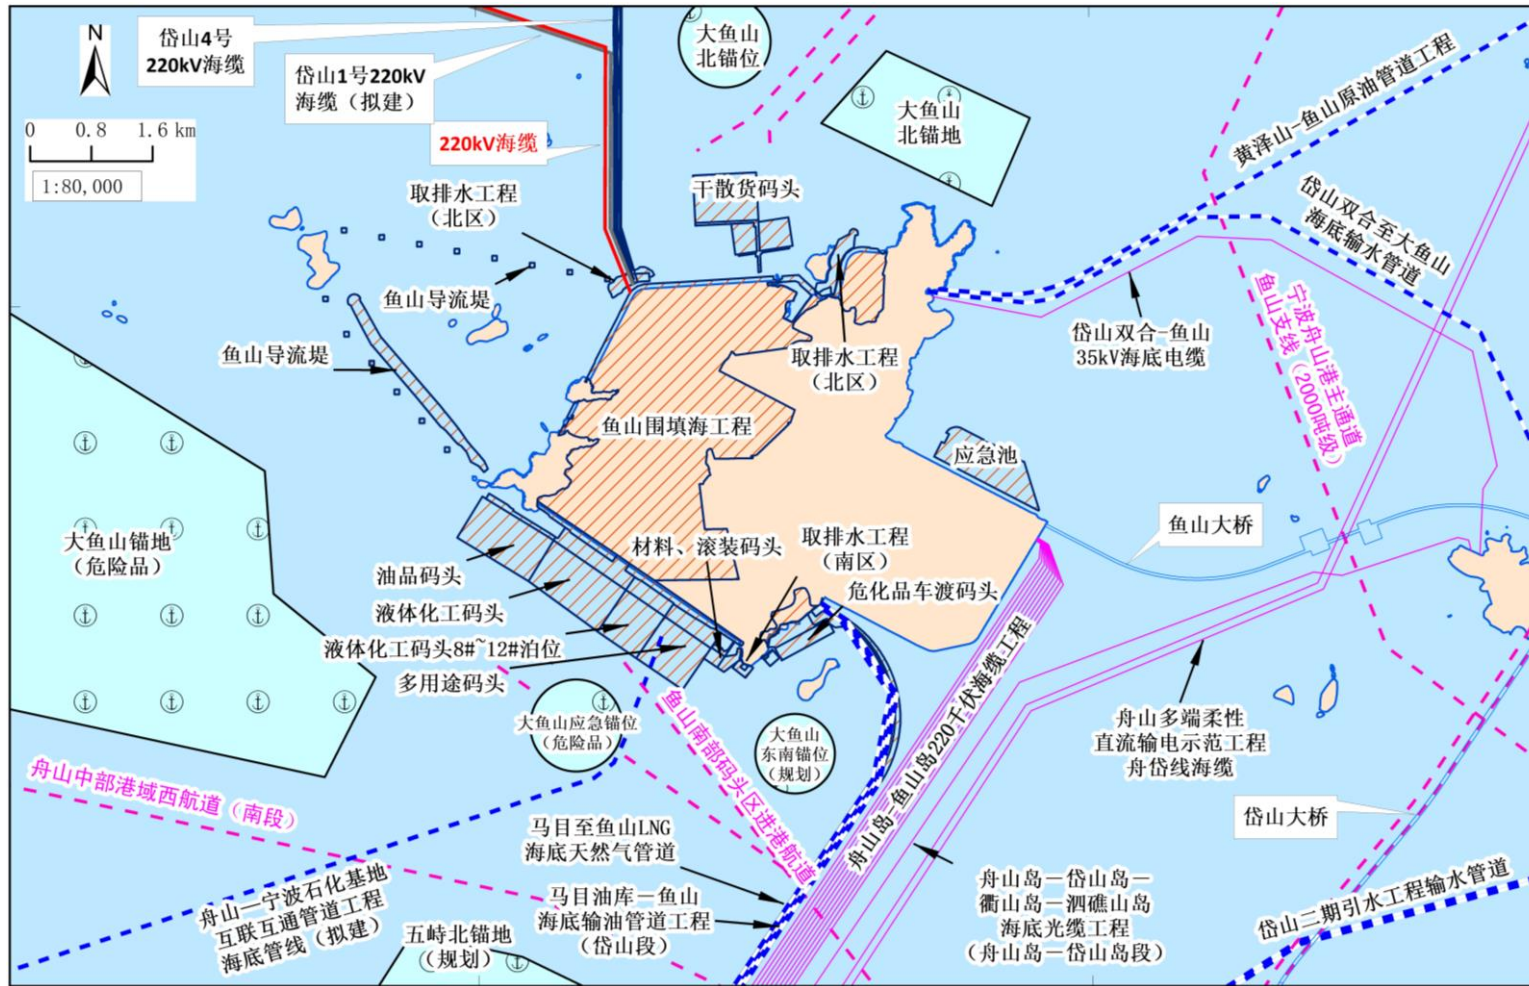 N
0 0.8 1.6 km
1:80,000
岱山4号
220kV海缆
岱山1号220kV
海缆（拟建）
220kV海缆
大鱼山
北锚位
大鱼山
北锚地
黄泽山-鱼山原油管道工程
岱山双合至大鱼山
海底输水管道
取排水工程
（北区）
干散货码头
鱼山导流堤
鱼山导流堤
取排水工程
（北区）
岱山双合-鱼山
35kV海底电缆
宁波舟山港主通道
鱼山支线（2000吨级）
鱼山围填海工程
应急池
鱼山大桥
大鱼山锚地
（危险品）
材料、滚装码头
取排水工程
（南区）
油品码头
危化品车渡码头
液体化工码头
液体化工码头8#~12#泊位
多用途码头
大鱼山应急锚位
（危险品）
鱼山南部码头区进港航道
大鱼山
东南锚位
（规划）
舟山岛-鱼山岛220千伏海缆工程
舟山多端柔性
直流输电示范工程
舟岱线海缆
舟山中部港域西航道（南段）
岱山大桥
马目至鱼山LNG
海底天然气管道
舟山—宁波石化基地
互联互通管道工程
海底管线（拟建）
马目油库—鱼山
海底输油管道工程
（岱山段）
舟山岛—岱山岛—
衢山岛—泗礁山岛
海底光缆工程
（舟山岛—岱山岛段）
五峙北锚地
（规划）
岱山二期引水工程输水管道